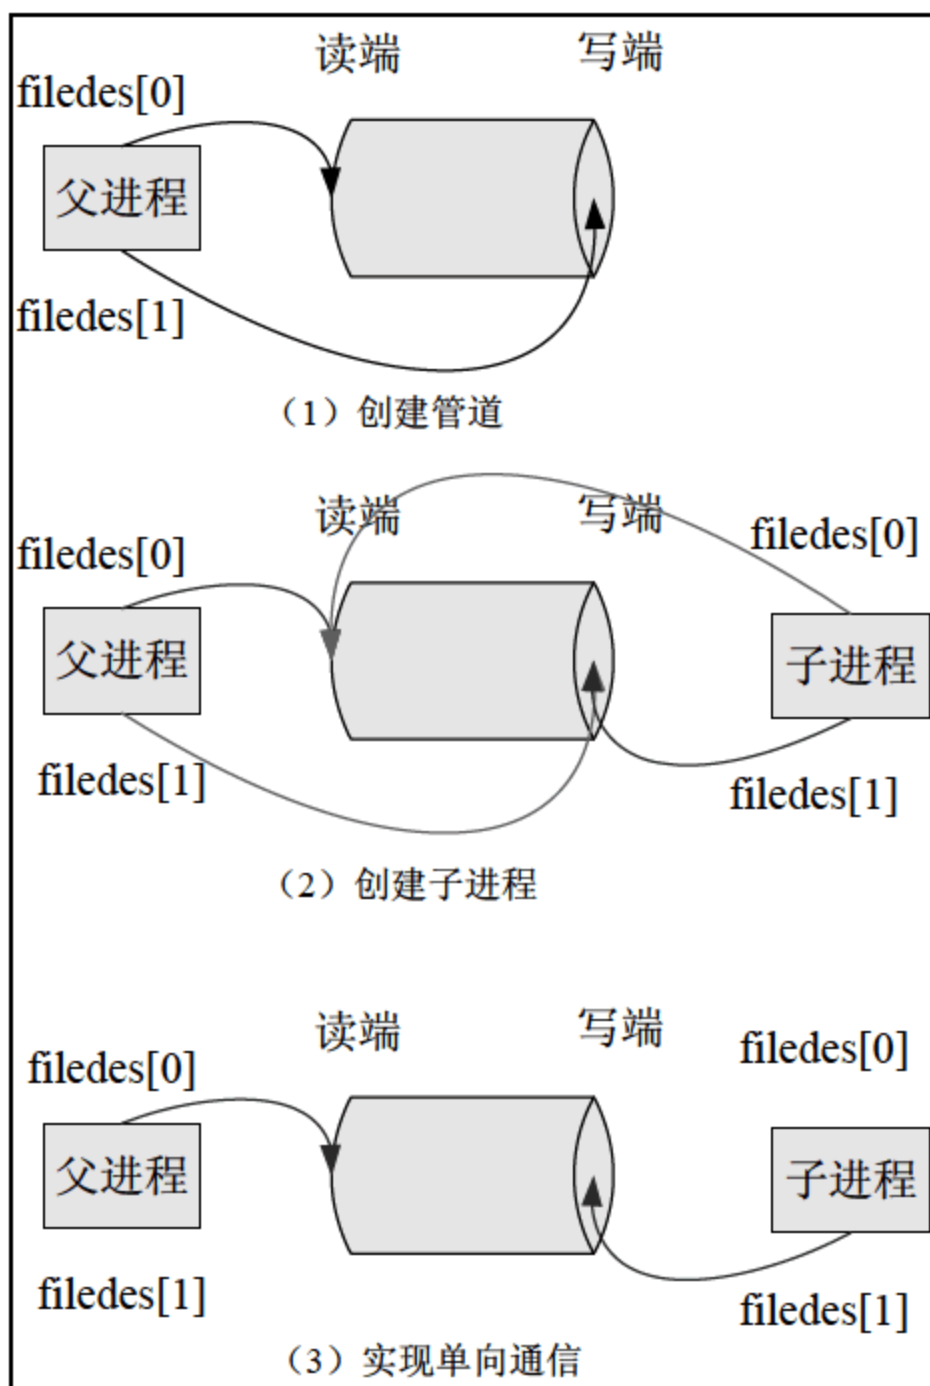 读端 写端
filedes[0]
父进程
filedes[1]
（1）创建管道
读端 写端
filedes[0] filedes[0]
父进程 子进程
filedes[1] filedes[1]
（2）创建子进程
读端 写端
filedes[0] filedes[0]
父进程 子进程
filedes[1] filedes[1]
（3）实现单向通信